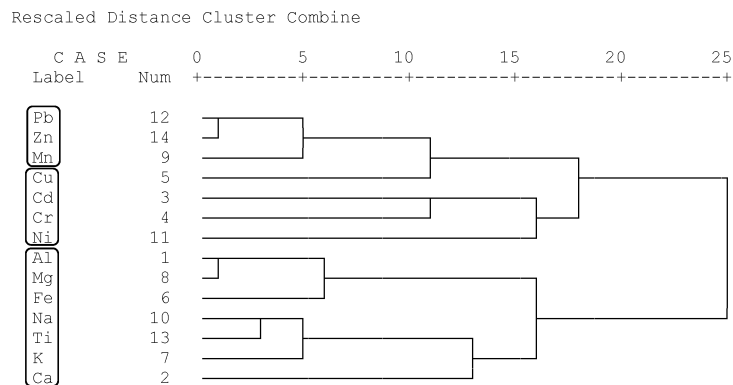 Rescaled Distance Cluster Combine
C A S E 0 5 10 15 20 25
Label Num +---------+---------+---------+---------+---------+
Pb 12
Zn 14
Mn 9
Cu 5
Cd 3
Cr 4
Ni 11
Al 1
Mg 8
Fe 6
Na 10
Ti 13
K 7
Ca 2